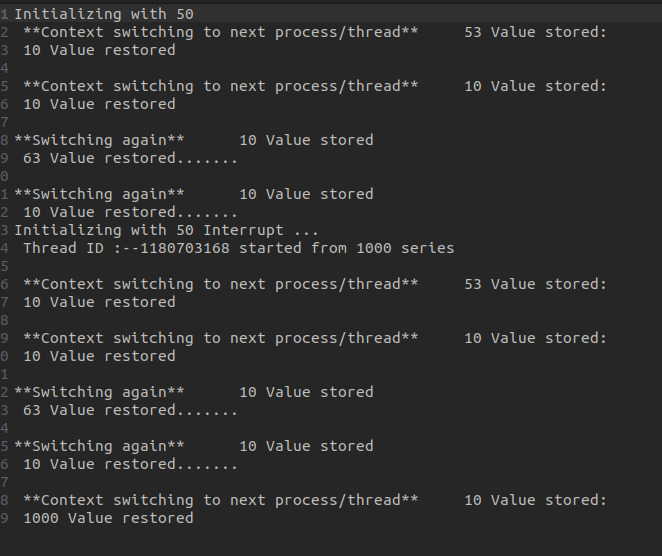 1 Initializing with 50
2 **Context switching to next process/thread** 53 Value stored:
3 10 Value restored
4
5 **Context switching to next process/thread** 10 Value stored:
6 10 Value restored
7
8 **Switching again** 10 Value stored
9 63 Value restored.......
0
1 **Switching again** 10 Value stored
2 10 Value restored.......
3 Initializing with 50 Interrupt ...
4 Thread ID :--1180703168 started from 1000 series
5
6 **Context switching to next process/thread** 53 Value stored:
7 10 Value restored
8
9 **Context switching to next process/thread** 10 Value stored:
0 10 Value restored
1
2 **Switching again** 10 Value stored
3 63 Value restored.......
4
5 **Switching again** 10 Value stored
6 10 Value restored.......
7
8 **Context switching to next process/thread** 10 Value stored:
9 1000 Value restored